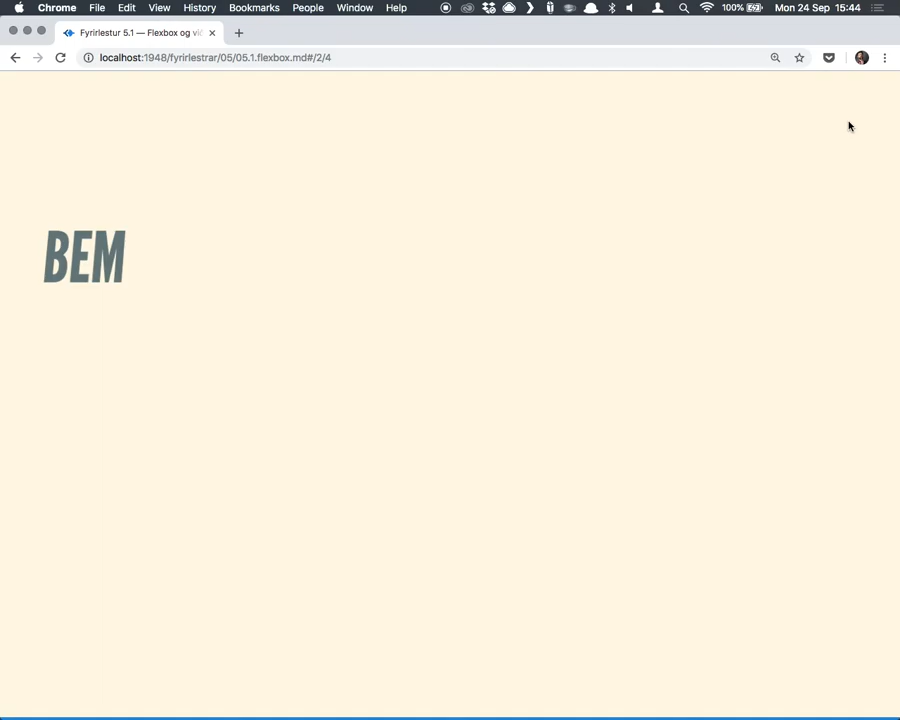 Chrome File Edit View History Bookmarks People Window Help 100% Mon 24 Sep 15:44
Fyrirlestur 5.1 — Flexbox og við
localhost:1948/fyrirlestrar/05/05.1.flexbox.md#/2/4
BEM